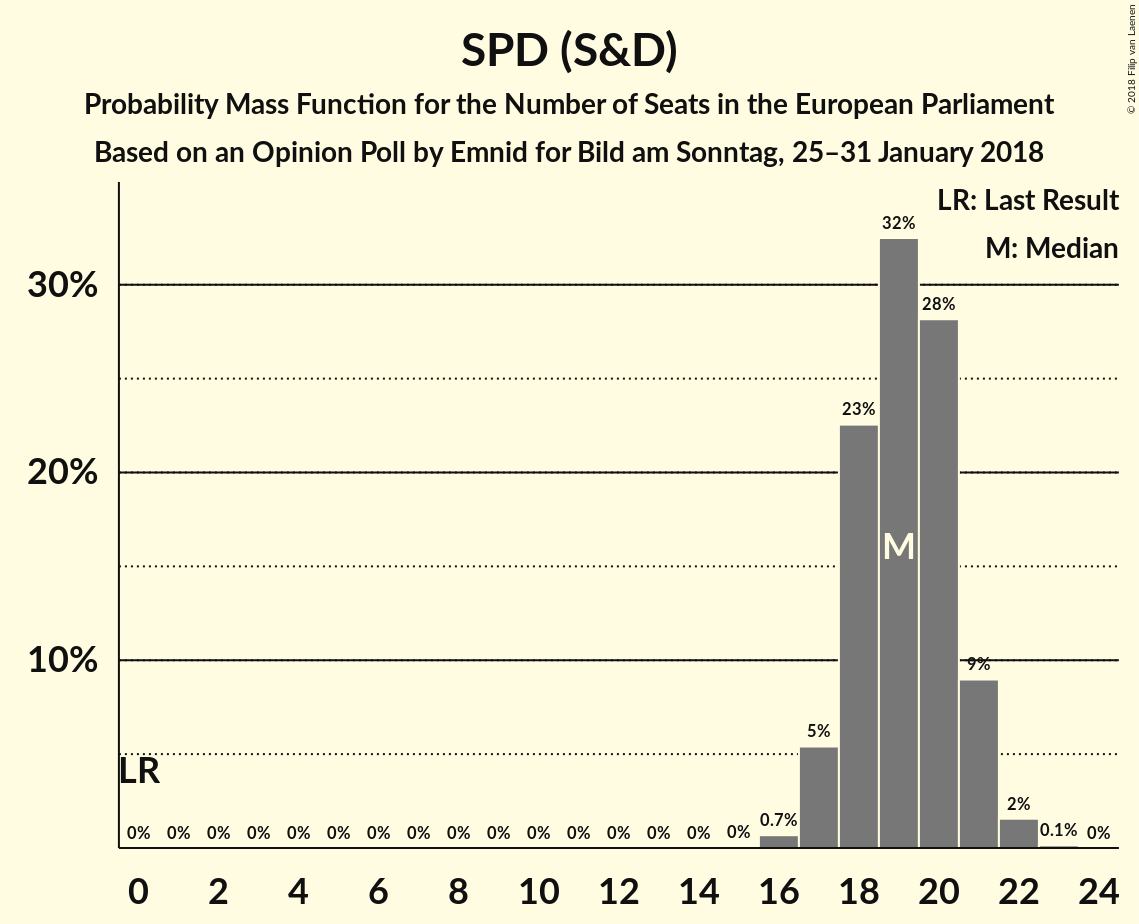 SPD (S&D)
Probability Mass Function for the Number of Seats in the European Parliament
Based on an Opinion Poll by Emnid for Bild am Sonntag, 25–31 January 2018
© 2018 Filip van Laenen
LR: Last Result
M: Median
30%
20%
10%
32%
28%
23%
M
9%
5%
LR
2%
0% 0% 0% 0% 0% 0% 0% 0% 0% 0% 0% 0% 0% 0% 0% 0% 0.7% 0.1% 0%
0 2 4 6 8 10 12 14 16 18 20 22 24